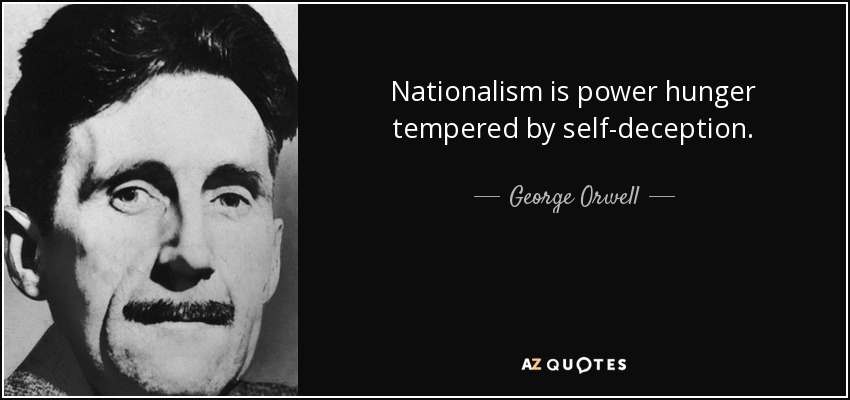 Nationalism is power hunger
tempered by self-deception.
— George Orwell —
AZ QUOTES